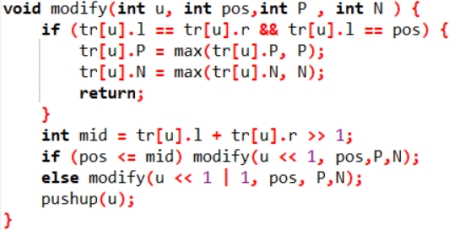 void modify(int u, int pos,int P , int N ) {
if (tr[u].l == tr[u].r && tr[u].l == pos) {
tr[u].P = max(tr[u].P, P);
tr[u].N = max(tr[u].N, N);
return;
}
int mid = tr[u].l + tr[u].r >> 1;
if (pos <= mid) modify(u << 1, pos,P,N);
else modify(u << 1 | 1, pos, P,N);
pushup(u);
}